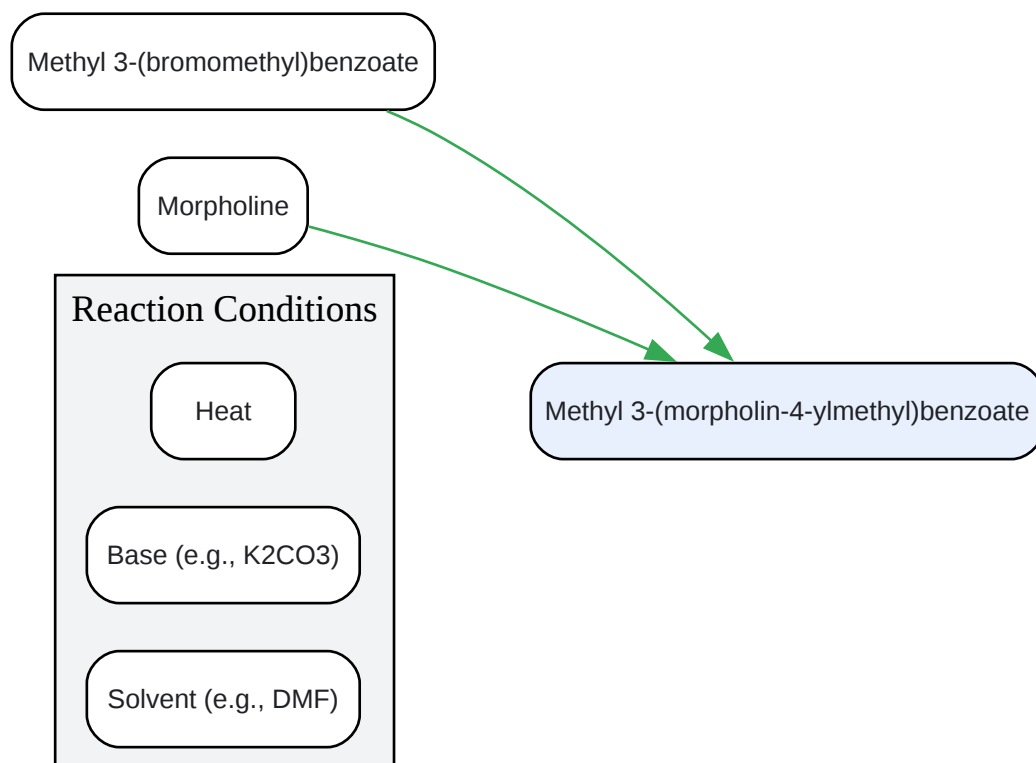 Methyl 3-(bromomethyl)benzoate
Morpholine
Reaction Conditions
Heat
Methyl 3-(morpholin-4-ylmethyl)benzoate
Base (e.g., K2CO3)
Solvent (e.g., DMF)